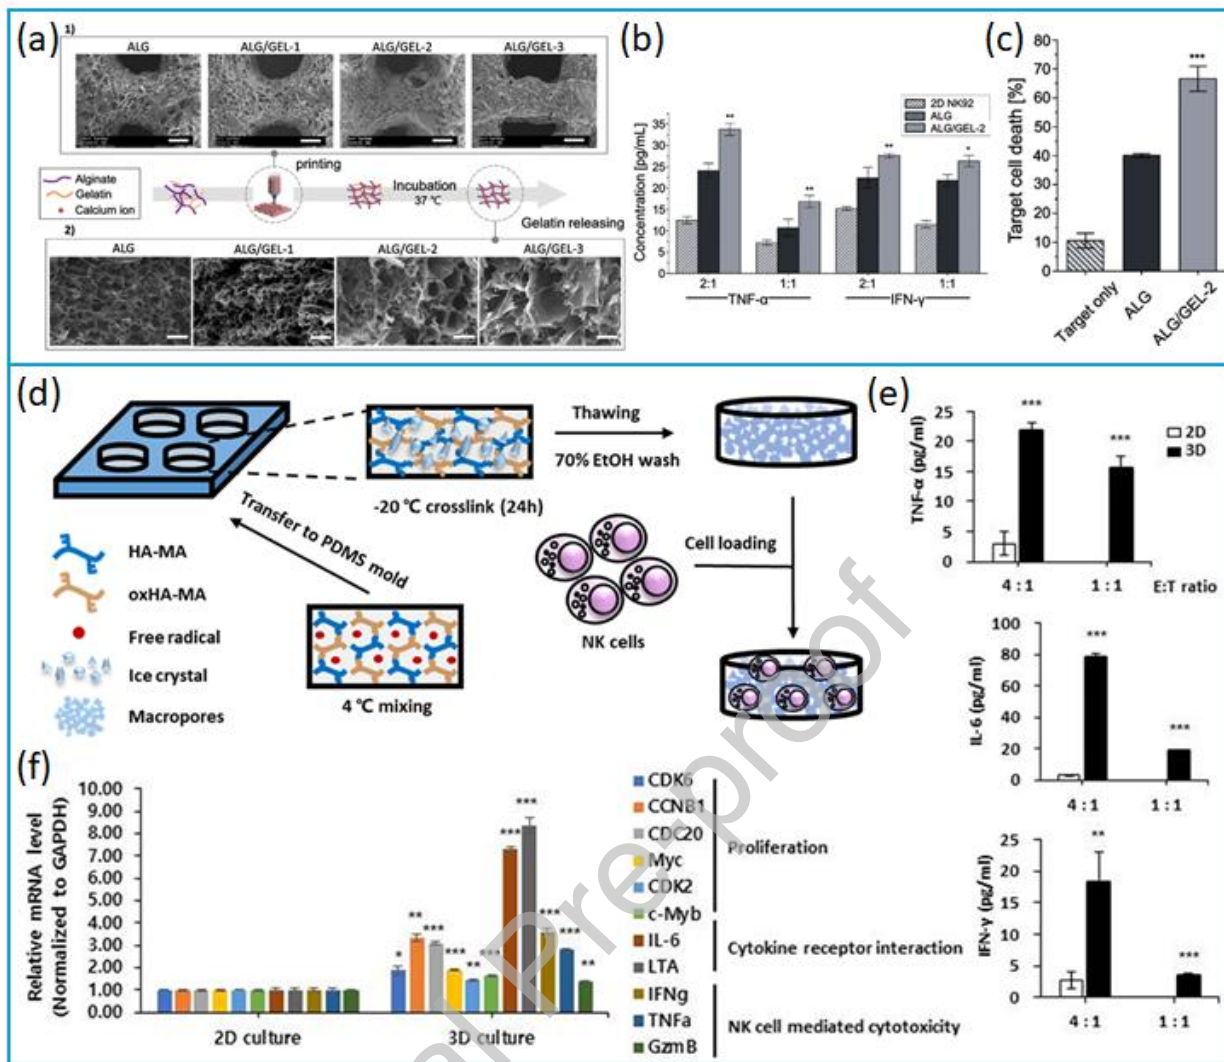 (a)
1)
ALG
ALG/GEL-1
ALG/GEL-2
ALG/GEL-3
printing
Alginate
Gelatin
Calcium ion
Incubation
37 ℃
Gelatin releasing
2)
ALG
ALG/GEL-1
ALG/GEL-2
ALG/GEL-3
(b)
2D NK92
ALG
ALG/GEL-2
Concentration [pg/mL]
35
30
25
20
15
10
5
0
**
**
**
*
2:1
1:1
2:1
1:1
TNF-α
IFN-γ
(c)
Target cell death [%]
80
70
60
50
40
30
20
10
0
***
Target only
ALG
ALG/GEL-2
(d)
Thawing
70% EtOH wash
-20 ℃ crosslink (24h)
Transfer to PDMS mold
HA-MA
oxHA-MA
Free radical
Ice crystal
Macropores
4 ℃ mixing
NK cells
Cell loading
(e)
2D
3D
TNF-α (pg/ml)
25
20
15
10
5
0
***
***
4 : 1
1 : 1
E:T ratio
IL-6 (pg/ml)
100
80
60
40
20
0
***
***
4 : 1
1 : 1
IFN-γ (pg/ml)
25
20
15
10
5
0
**
***
4 : 1
1 : 1
(f)
Relative mRNA level
(Normalized to GAPDH)
10.00
9.00
8.00
7.00
6.00
5.00
4.00
3.00
2.00
1.00
0.00
*
**
***
***
**
***
***
***
***
***
**
2D culture
3D culture
CDK6
CCNB1
CDC20
Myc
CDK2
c-Myb
IL-6
LTA
IFNg
TNFa
GzmB
Proliferation
Cytokine receptor interaction
NK cell mediated cytotoxicity
al Pre-proof